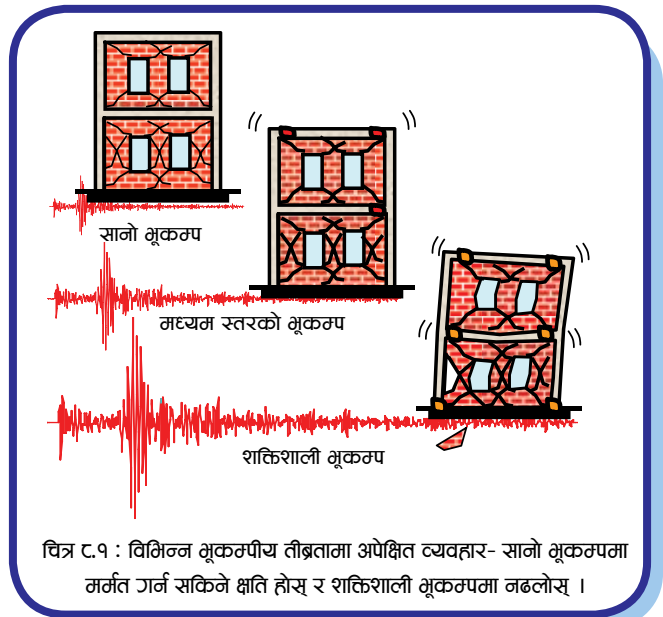 सानो भूकम्प
मध्यम स्तरको भूकम्प
शक्तिशाली भूकम्प
चित्र ८.१ : विभिन्न भूकम्पीय तीब्रतामा अपेक्षित व्यवहार- सानो भूकम्पमा
मर्मत गर्न सकिने क्षति होस् र शक्तिशाली भूकम्पमा नढलोस् ।